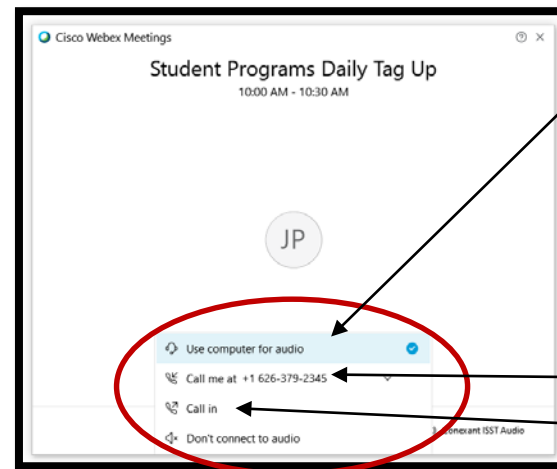 Cisco Webex Meetings
Student Programs Daily Tag Up
10:00 AM - 10:30 AM
JP
Use computer for audio
Call me at +1 626-379-2345
Call in
Don't connect to audio
Conexant ISST Audio